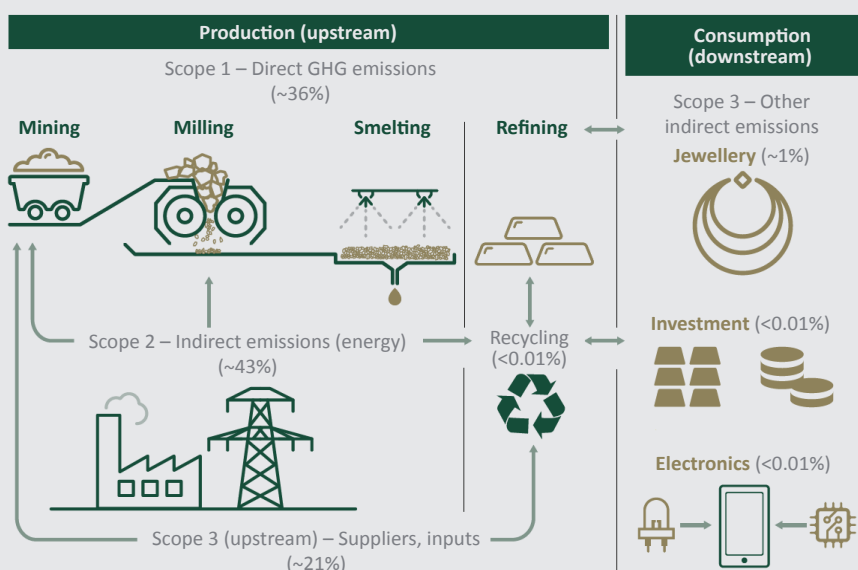 Production (upstream)
Scope 1 – Direct GHG emissions
(~36%)
Mining
Milling
Smelting
Refining
Scope 2 – Indirect emissions (energy)
(~43%)
Recycling
(<0.01%)
Scope 3 (upstream) – Suppliers, inputs
(~21%)
Consumption
(downstream)
Scope 3 – Other
indirect emissions
Jewellery (~1%)
Investment (<0.01%)
Electronics (<0.01%)